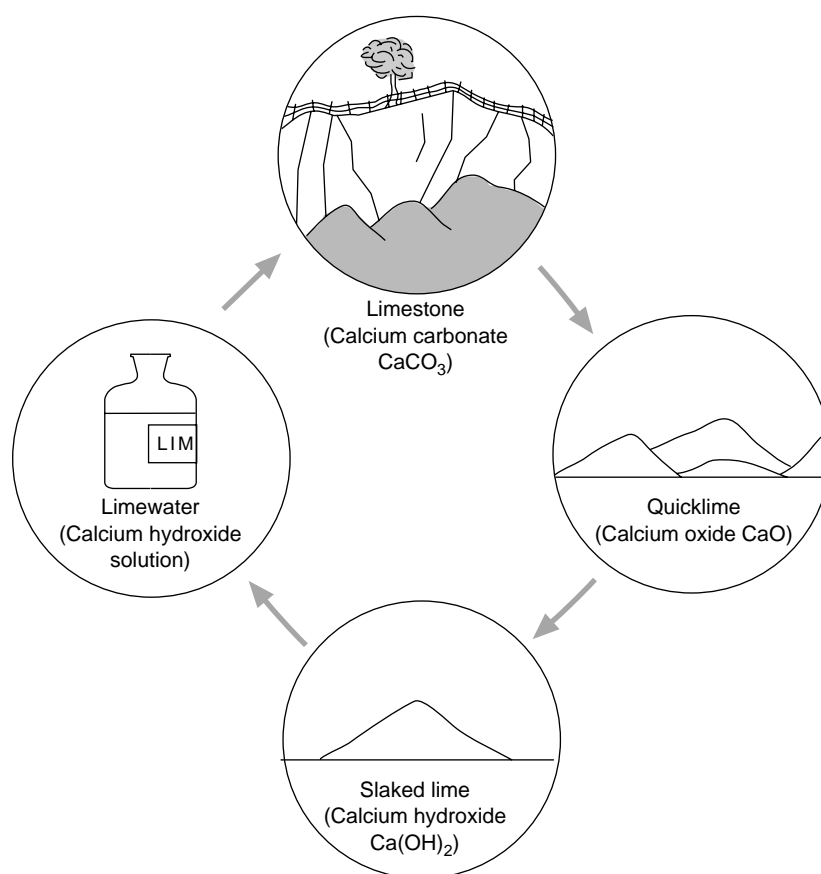 Limestone
(Calcium carbonate
CaCO₃)
LIM
Limewater
(Calcium hydroxide
solution)
Quicklime
(Calcium oxide CaO)
Slaked lime
(Calcium hydroxide
Ca(OH)₂)